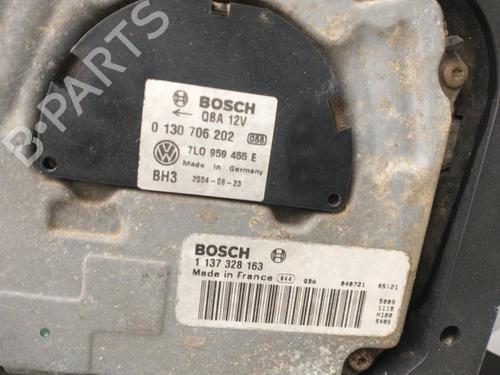 B-PARTS
BOSCH
← QBA 12V
0 130 706 202 058
7L0 959 455 E
Made in Germany
BH3 2004-08-23
BOSCH
1 137 328 163
Made in France 044 QBA 040721 05:21
5009
1118
H100
5405